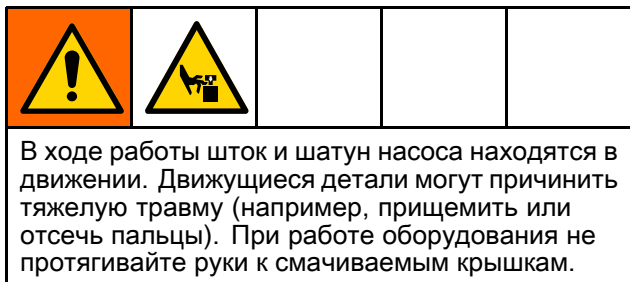 В ходе работы шток и шатун насоса находятся в
движении. Движущиеся детали могут причинить
тяжелую травму (например, прищемить или
отсечь пальцы). При работе оборудования не
протягивайте руки к смачиваемым крышкам.